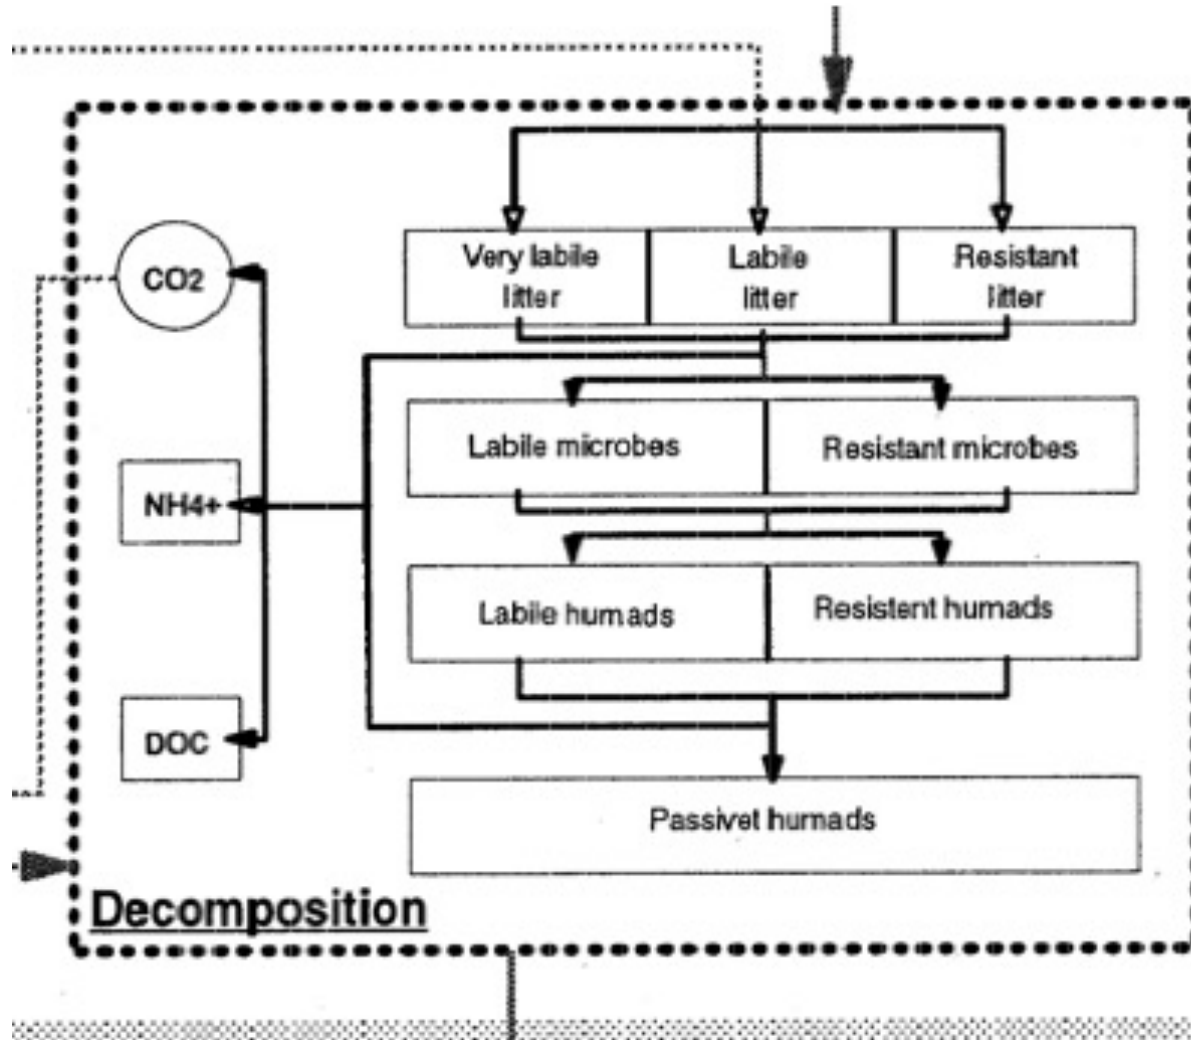 Very labile
litter
Labile
litter
Resistant
litter
CO2
Labile microbes
Resistant microbes
NH4+
Labile humads
Resistent humads
DOC
Passivet humads
Decomposition